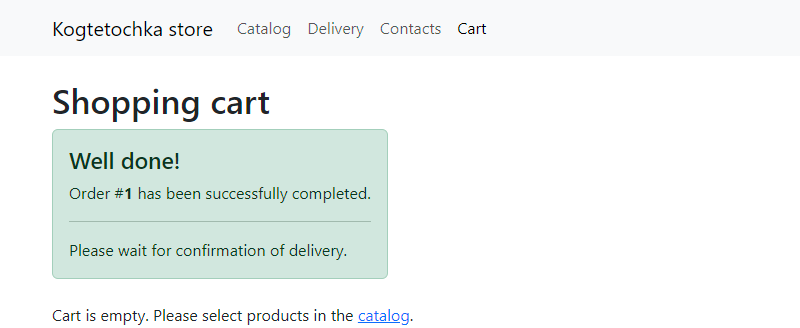 Kogtetochka store Catalog Delivery Contacts Cart
Shopping cart
Well done!
Order #1 has been successfully completed.
Please wait for confirmation of delivery.
Cart is empty. Please select products in the catalog.